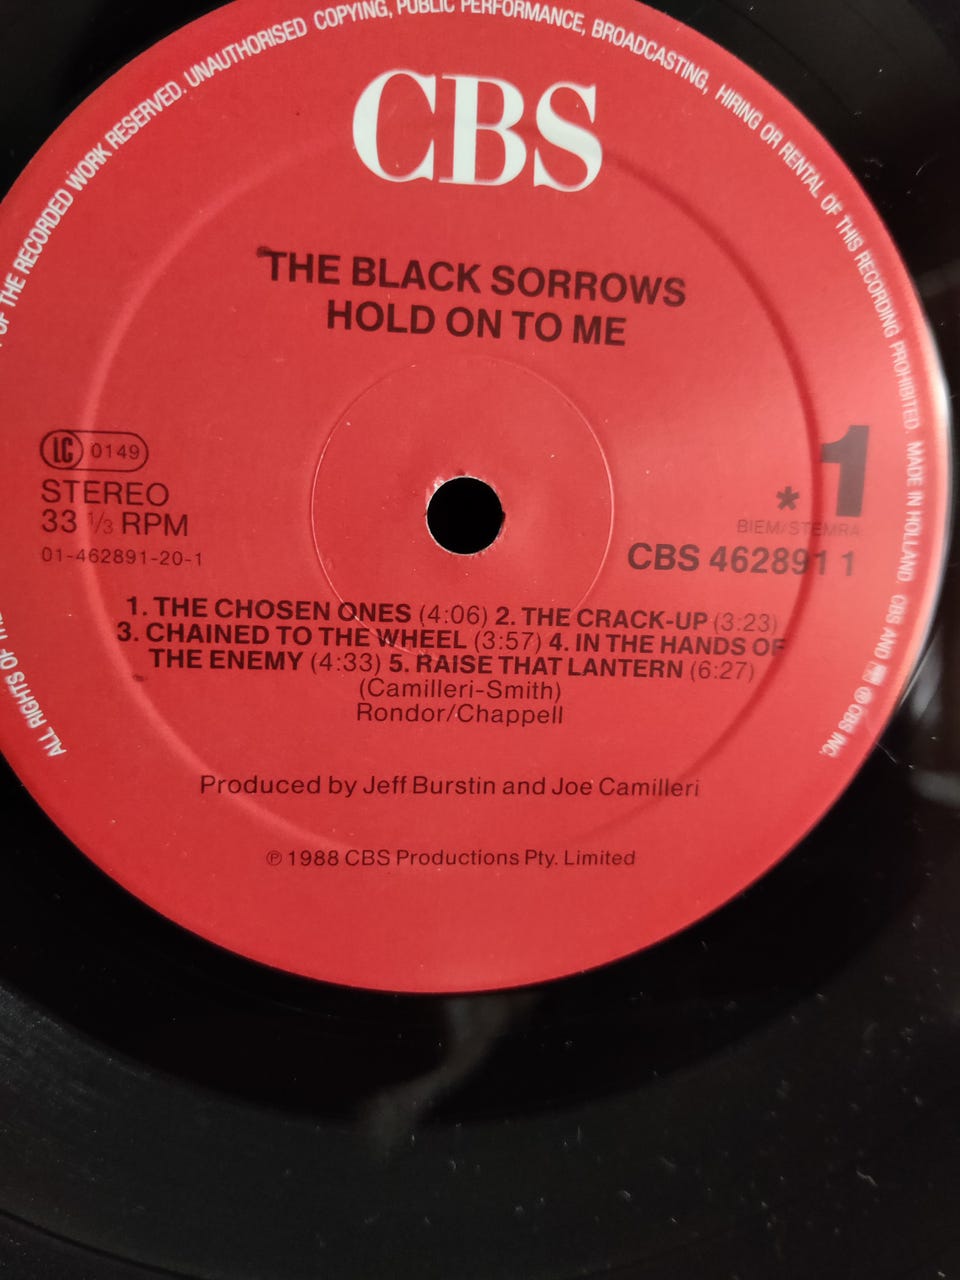 OF THE RECORDED WORK RESERVED. UNAUTHORISED COPYING, PUBLIC PERFORMANCE, BROADCASTING, HIRING OR RENTAL OF THIS RECORDING PROHIBITED. MADE IN HOLLAND. CBS AND ℗ CBS INC.
CBS
THE BLACK SORROWS
HOLD ON TO ME
LC 0149
STEREO
33 1/3 RPM
01-462891-20-1
1
*
BIEM/STEMRA
CBS 462891 1
1. THE CHOSEN ONES (4:06) 2. THE CRACK-UP (3:23)
3. CHAINED TO THE WHEEL (3:57) 4. IN THE HANDS OF
THE ENEMY (4:33) 5. RAISE THAT LANTERN (6:27)
(Camilleri-Smith)
Rondor/Chappell
Produced by Jeff Burstin and Joe Camilleri
℗ 1988 CBS Productions Pty. Limited
ALL RIGHTS OF THE